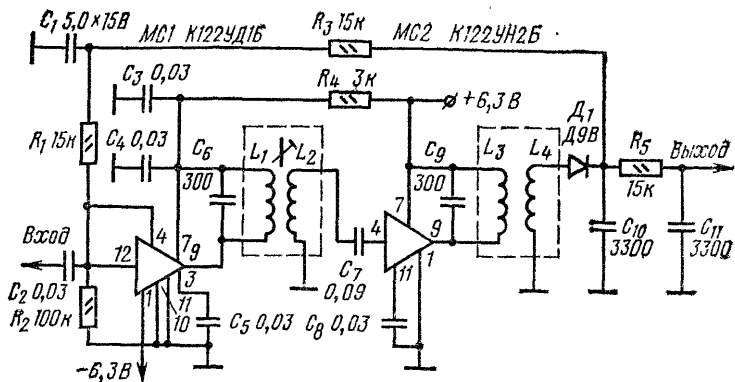 C₁ 5,0×15В
МС1 К122УД1Б
R₃ 15к
МС2 К122УН2Б
C₃ 0,03
R₄ 3к
+6,3В
R₁ 15к
C₄ 0,03
C₆
300
L₁
L₂
C₉
300
L₃
L₄
Д₁
Д9В
R₅
15к
Выход
Вход
12
4
7
9
3
1
11
10
4
7
9
11
1
C₇
0,09
C₁₀
3300
C₁₁
3300
C₂ 0,03
R₂ 100к
C₅ 0,03
C₈ 0,03
-6,3В